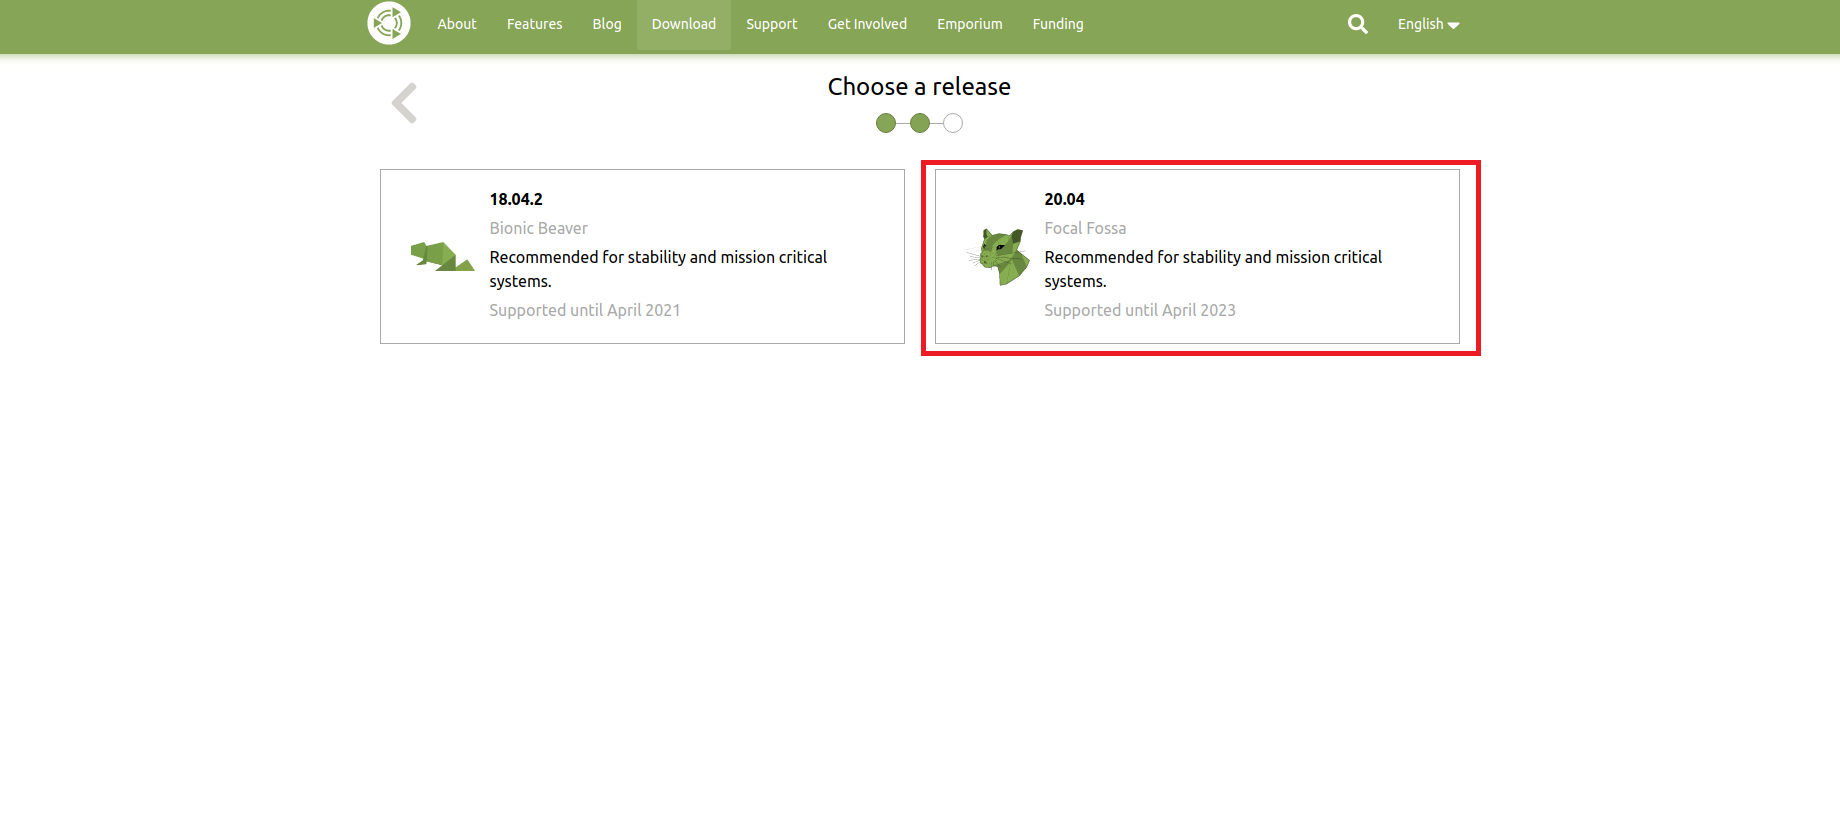 About Features Blog Download Support Get Involved Emporium Funding English
Choose a release
18.04.2
Bionic Beaver
Recommended for stability and mission critical
systems.
Supported until April 2021
20.04
Focal Fossa
Recommended for stability and mission critical
systems.
Supported until April 2023